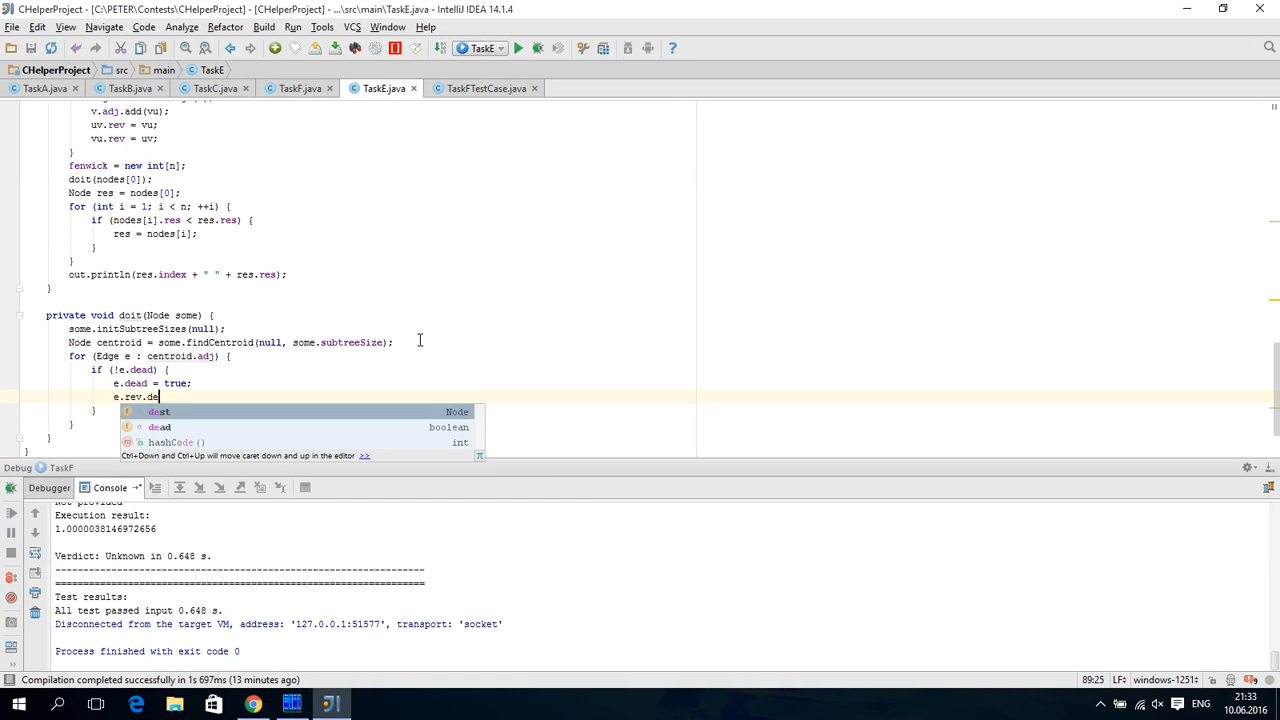 CHelperProject - [C:\PETER\Contests\CHelperProject] - [CHelperProject] - ...\src\main\TaskE.java - IntelliJ IDEA 14.1.4
File Edit View Navigate Code Analyze Refactor Build Run Tools VCS Window Help
TaskE
CHelperProject src main TaskE
TaskA.java TaskB.java TaskC.java TaskF.java TaskE.java TaskFTestCase.java
v.adj.add(vu);
uv.rev = vu;
vu.rev = uv;
}
fenwick = new int[n];
doit(nodes[0]);
Node res = nodes[0];
for (int i = 1; i < n; ++i) {
if (nodes[i].res < res.res) {
res = nodes[i];
}
}
out.println(res.index + " " + res.res);
}
private void doit(Node some) {
some.initSubtreeSizes(null);
Node centroid = some.findCentroid(null, some.subtreeSize);
for (Edge e : centroid.adj) {
if (!e.dead) {
e.dead = true;
e.rev.de
}
dest Node
dead boolean
hashCode() int
Ctrl+Down and Ctrl+Up will move caret down and up in the editor >>
}
}
}
Debug TaskF
Debugger Console
Not provided
Execution result:
1.0000038146972656
Verdict: Unknown in 0.648 s.
------------------------------------------------------------------
==================================================================
Test results:
All test passed input 0.648 s.
Disconnected from the target VM, address: '127.0.0.1:51577', transport: 'socket'
Process finished with exit code 0
Compilation completed successfully in 1s 697ms (13 minutes ago)
89:25 LF windows-1251
ENG
21:33
10.06.2016